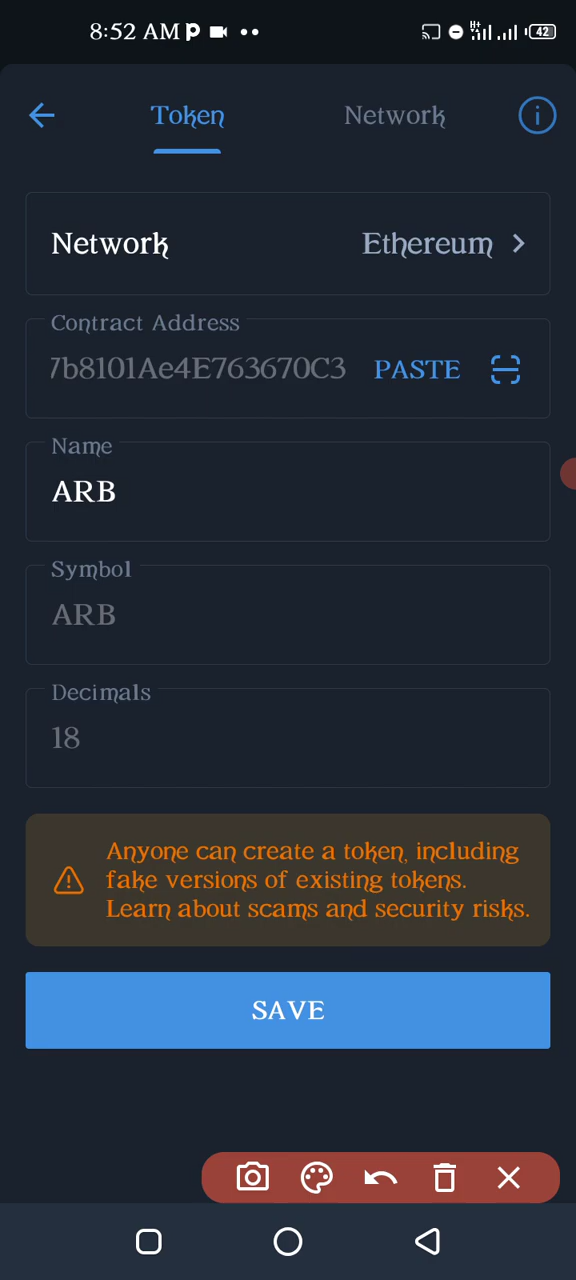 8:52 AM
H+
42
Token
Network
Network
Ethereum
Contract Address
7b8101Ae4E763670C3
PASTE
Name
ARB
Symbol
ARB
Decimals
18
Anyone can create a token, including
fake versions of existing tokens.
Learn about scams and security risks.
SAVE